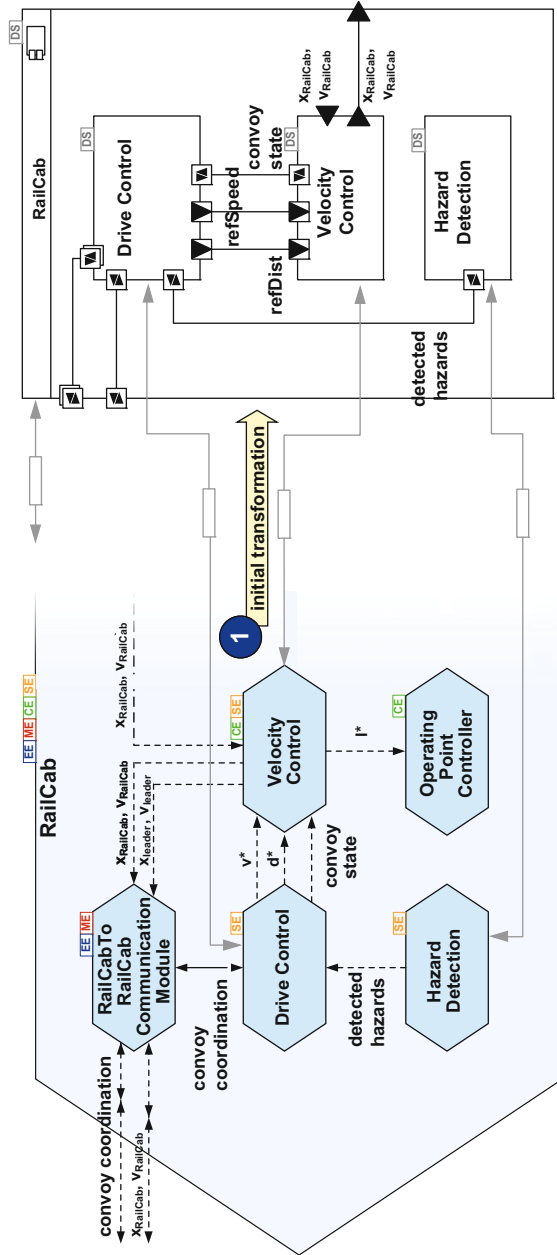 RailCab
EE ME CE SE
convoy coordination
xRailCab, vRailCab
EE ME
RailCabTo
RailCab
Communication
Module
xRailCab, vRailCab
xleader, vleader
xRailCab, vRailCab
convoy
coordination
SE
Drive Control
v*
d*
convoy
state
CE SE
Velocity
Control
detected
hazards
l*
SE
Hazard
Detection
CE
Operating
Point
Controller
1
initial transformation
DS
RailCab
DS
Drive Control
refDist
refSpeed
convoy
state
DS
Velocity
Control
xRailCab,
vRailCab
xRailCab,
vRailCab
detected
hazards
DS
Hazard
Detection